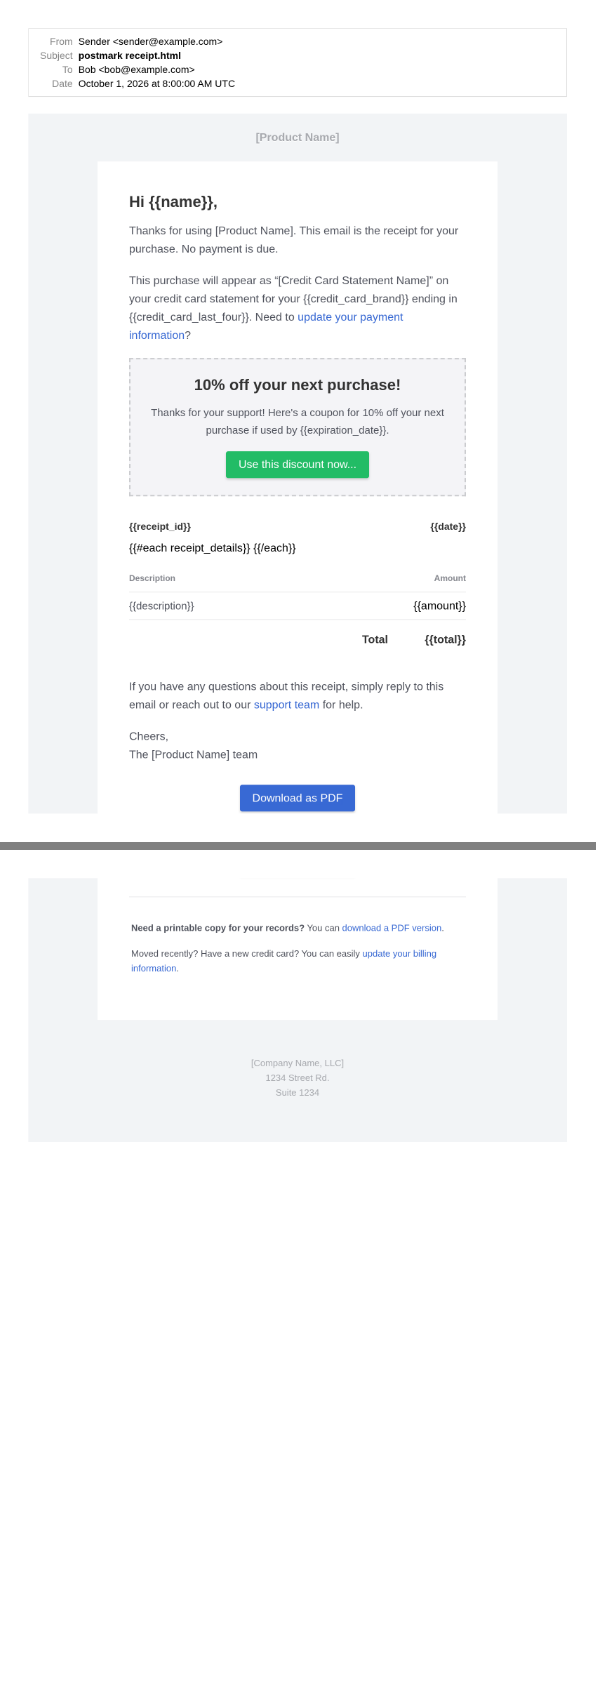 From Sender <sender@example.com>
Subject postmark receipt.html
To Bob <bob@example.com>
Date October 1, 2026 at 8:00:00 AM UTC
[Product Name]
Hi {{name}},
Thanks for using [Product Name]. This email is the receipt for your
purchase. No payment is due.
This purchase will appear as “[Credit Card Statement Name]” on
your credit card statement for your {{credit_card_brand}} ending in
{{credit_card_last_four}}. Need to update your payment
information?
10% off your next purchase!
Thanks for your support! Here's a coupon for 10% off your next
purchase if used by {{expiration_date}}.
Use this discount now...
{{receipt_id}} {{date}}
{{#each receipt_details}} {{/each}}
Description Amount
{{description}} {{amount}}
Total {{total}}
If you have any questions about this receipt, simply reply to this
email or reach out to our support team for help.
Cheers,
The [Product Name] team
Download as PDF
Need a printable copy for your records? You can download a PDF version.
Moved recently? Have a new credit card? You can easily update your billing
information.
[Company Name, LLC]
1234 Street Rd.
Suite 1234